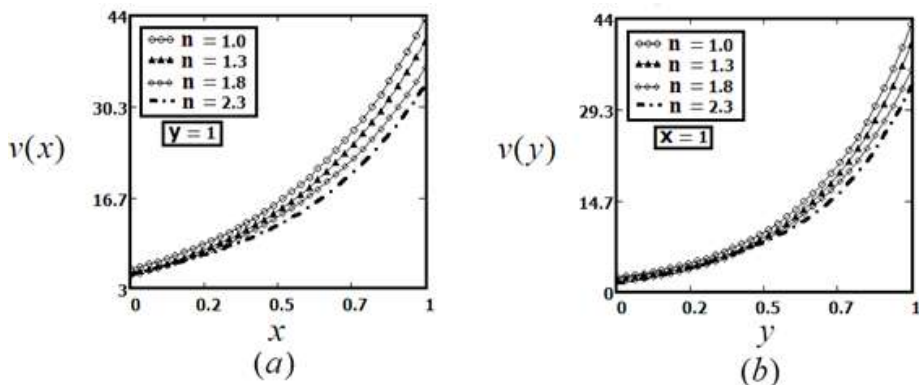 44
30.3
16.7
3
v(x)
n = 1.0
n = 1.3
n = 1.8
n = 2.3
y = 1
0 0.2 0.5 0.7 1
x
(a)
44
29.3
14.7
0
v(y)
n = 1.0
n = 1.3
n = 1.8
n = 2.3
x = 1
0 0.2 0.5 0.7 1
y
(b)